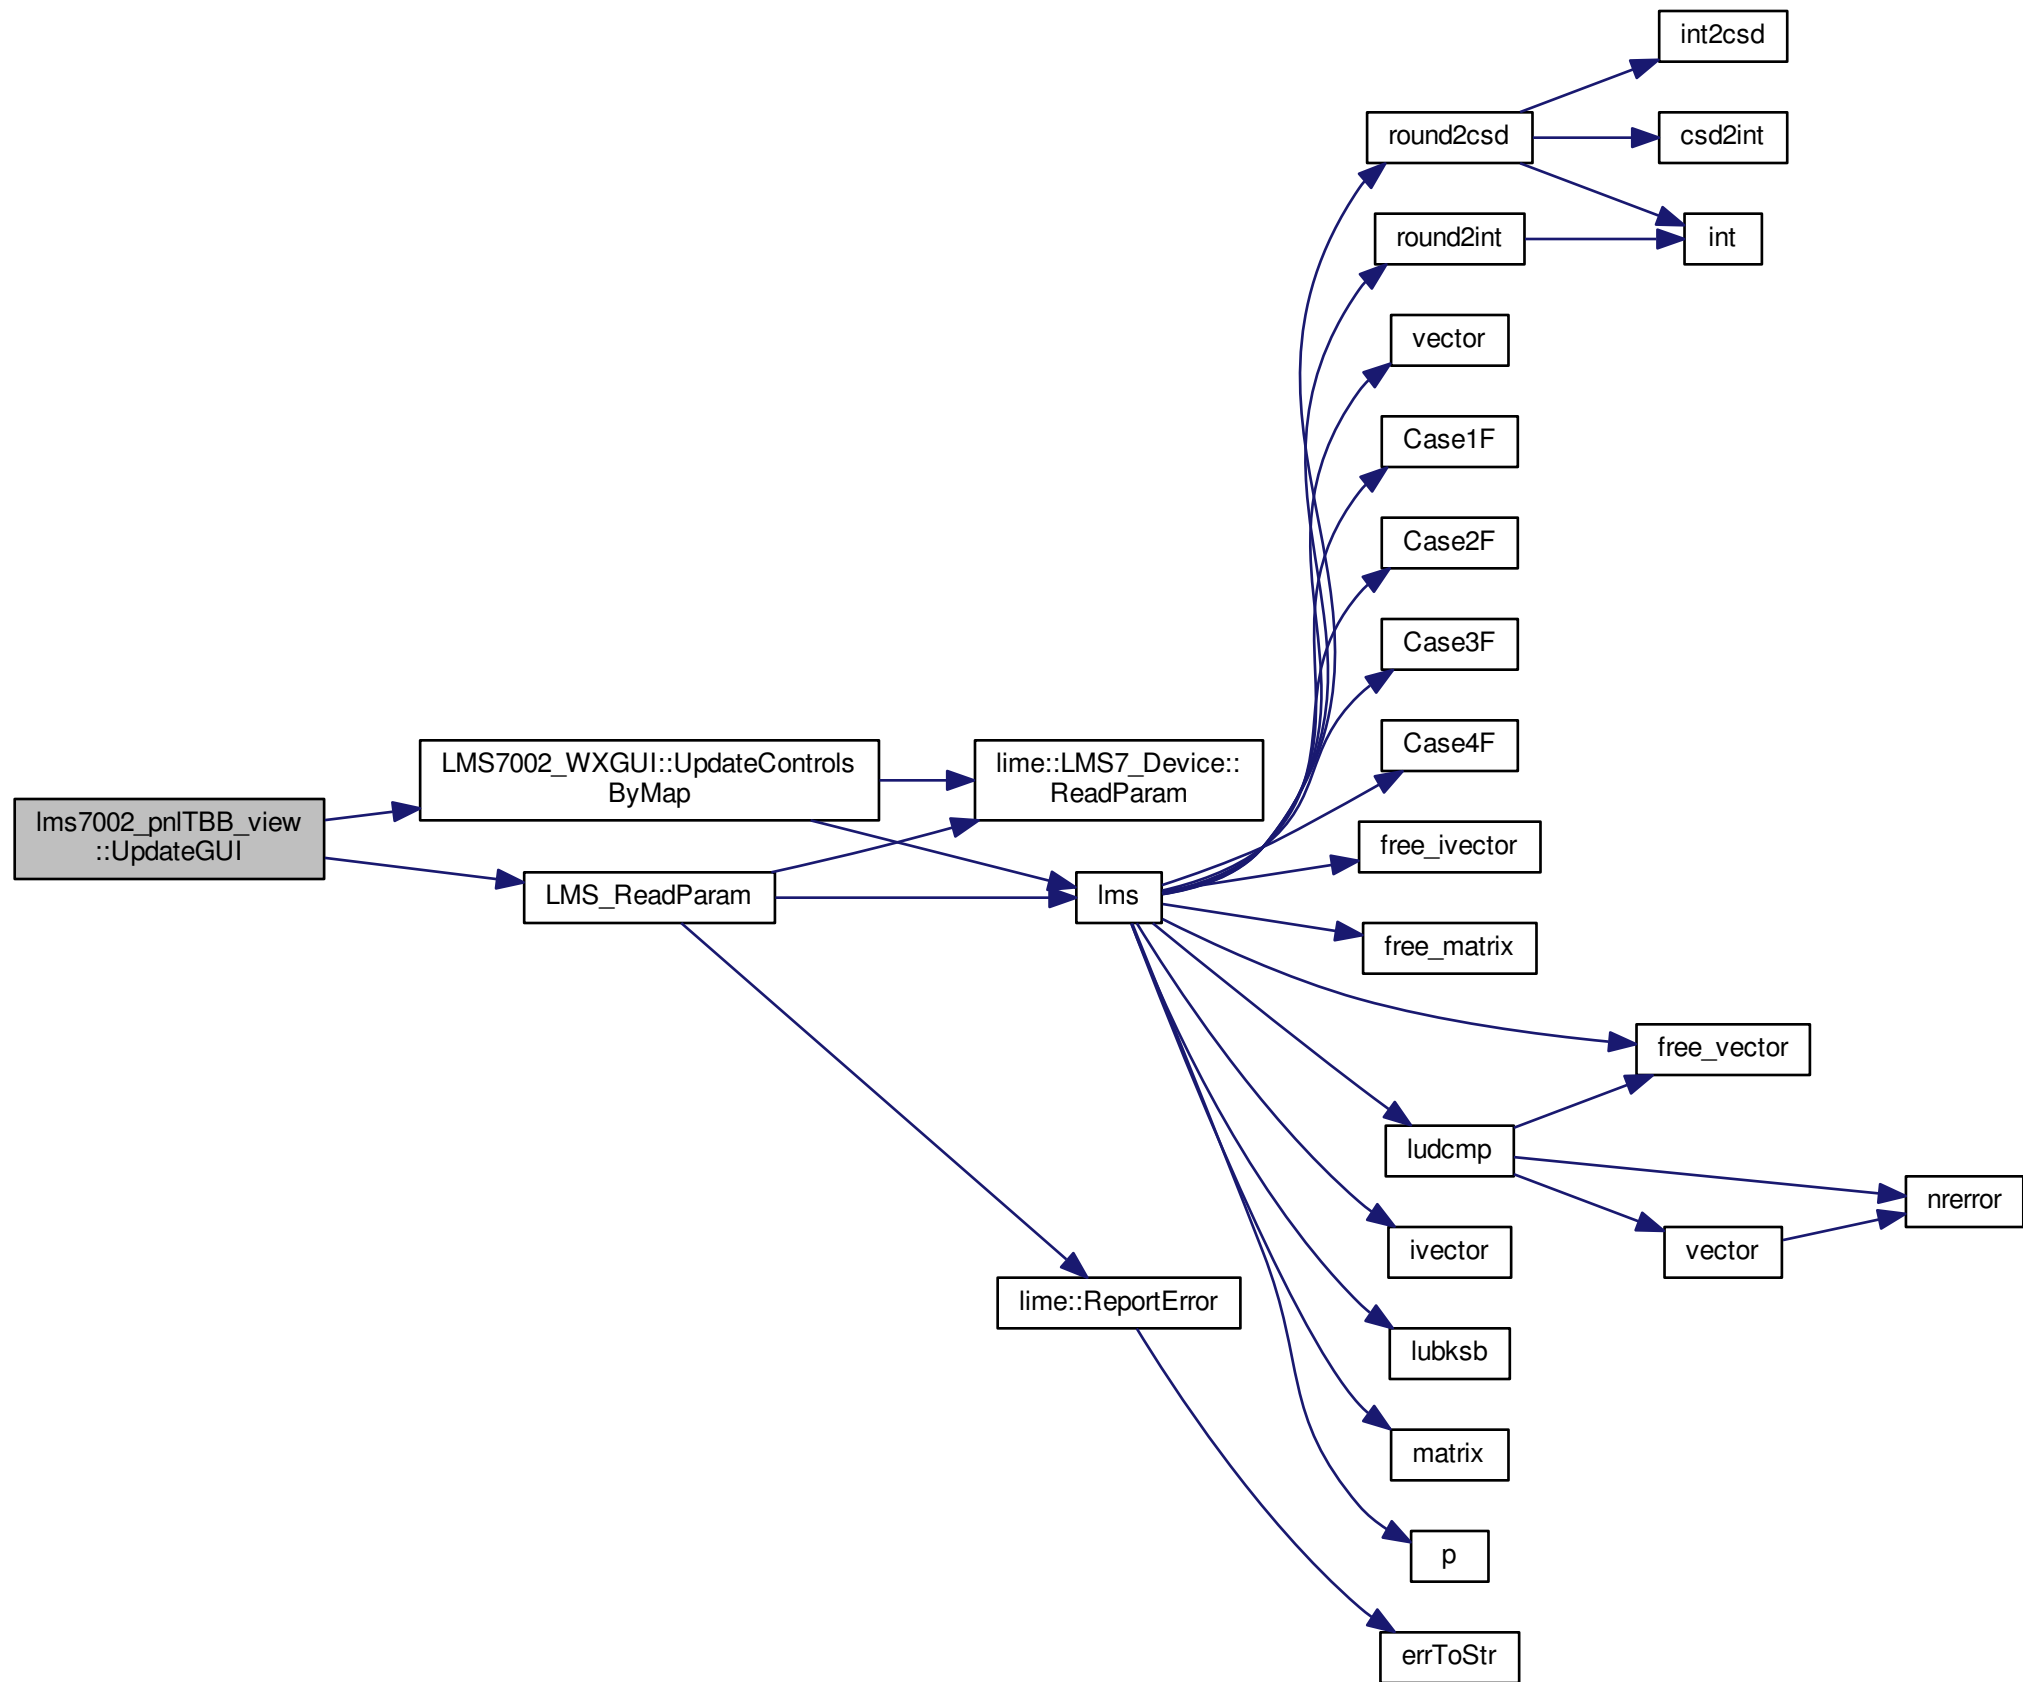 int2csd
round2csd
csd2int
round2int
int
vector
Case1F
Case2F
Case3F
Case4F
LMS7002_WXGUI::UpdateControls
ByMap
lime::LMS7_Device::
ReadParam
lms7002_pnlTBB_view
::UpdateGUI
LMS_ReadParam
lms
free_ivector
free_matrix
free_vector
ludcmp
nrerror
ivector
vector
lime::ReportError
lubksb
matrix
p
errToStr